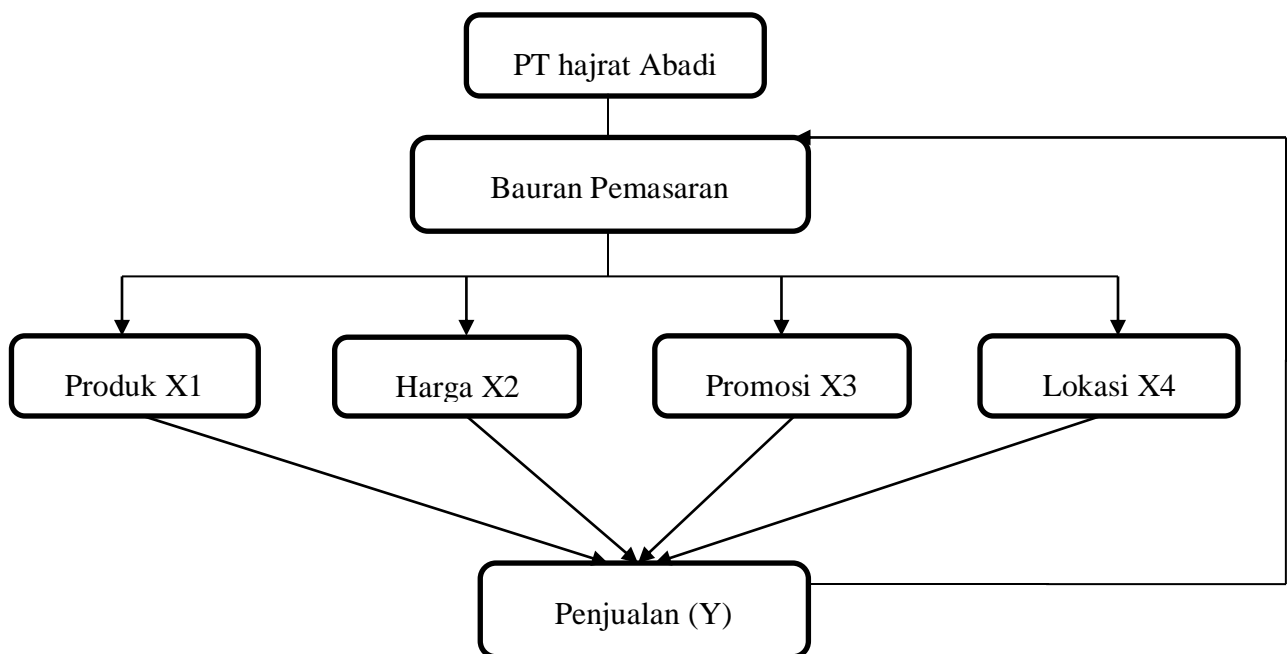 PT hajrat Abadi
Bauran Pemasaran
Produk X1
Harga X2
Promosi X3
Lokasi X4
Penjualan (Y)